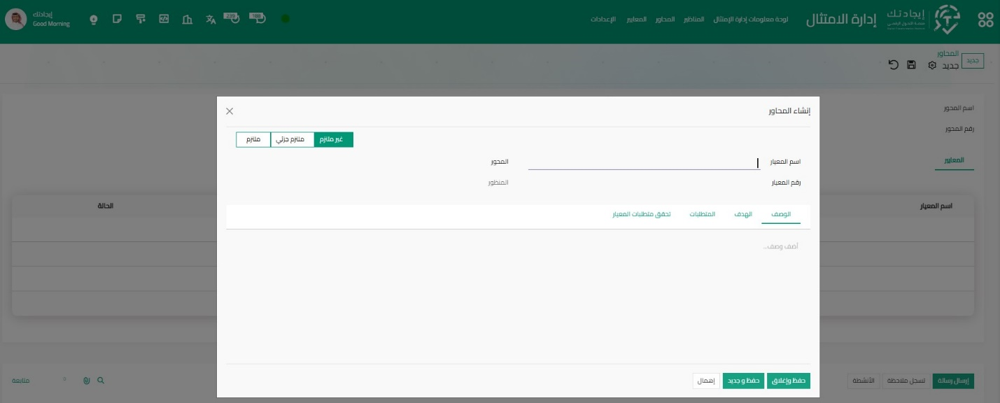 إيجادتك
Good Morning
239
100
لوحة معلومات إدارة الإمتثال
المناظير
المحاور
المعايير
الإعدادات
إدارة الامتثال
إيجادتك
جديد
المحاور
جديد
اسم المحور
رقم المحور
المعايير
اسم المعيار
الحالة
إنشاء المحاور
غير ملتزم
ملتزم جزئي
ملتزم
اسم المعيار
المحور
رقم المعيار
المنظور
الوصف
الهدف
المتطلبات
تحقق متطلبات المعيار
أضف وصف...
حفظ وإغلاق
حفظ و جديد
إهمال
إرسال رسالة
تسجل ملاحظة
الأنشطة
متابعة